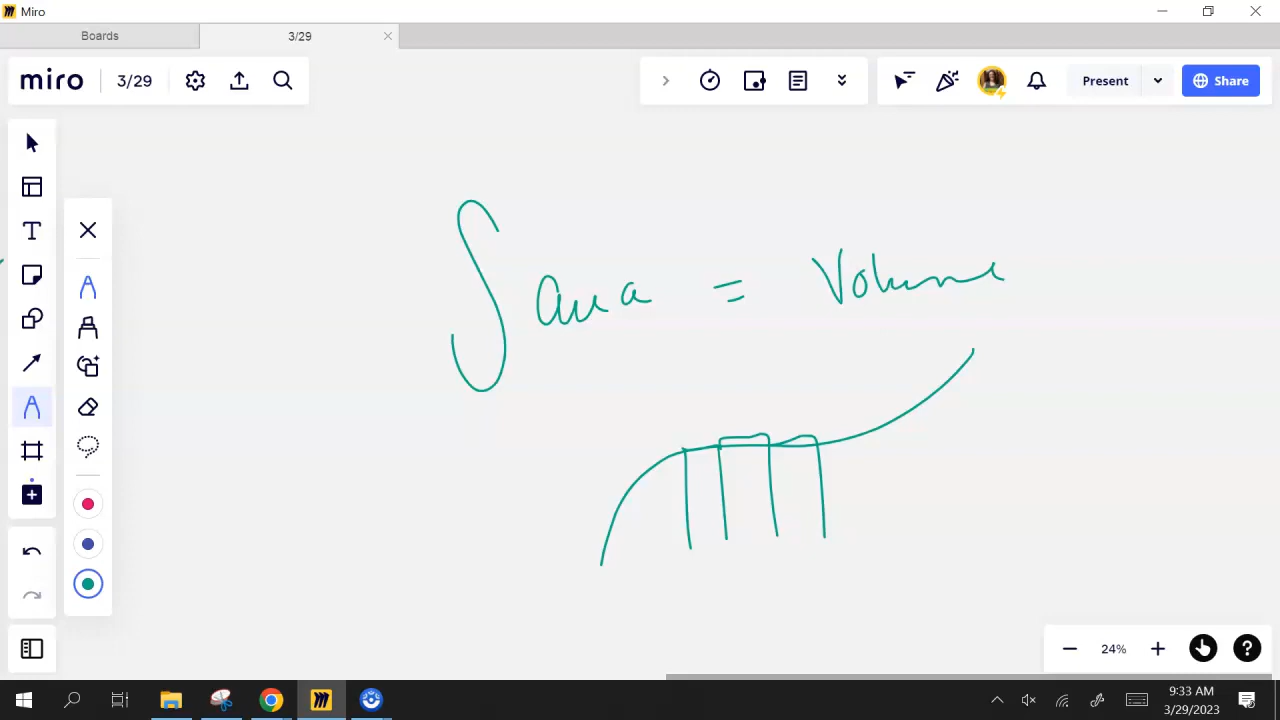 Miro
Boards
3/29
miro
3/29
Present
Share
∫ area = Volume
24%
9:33 AM
3/29/2023